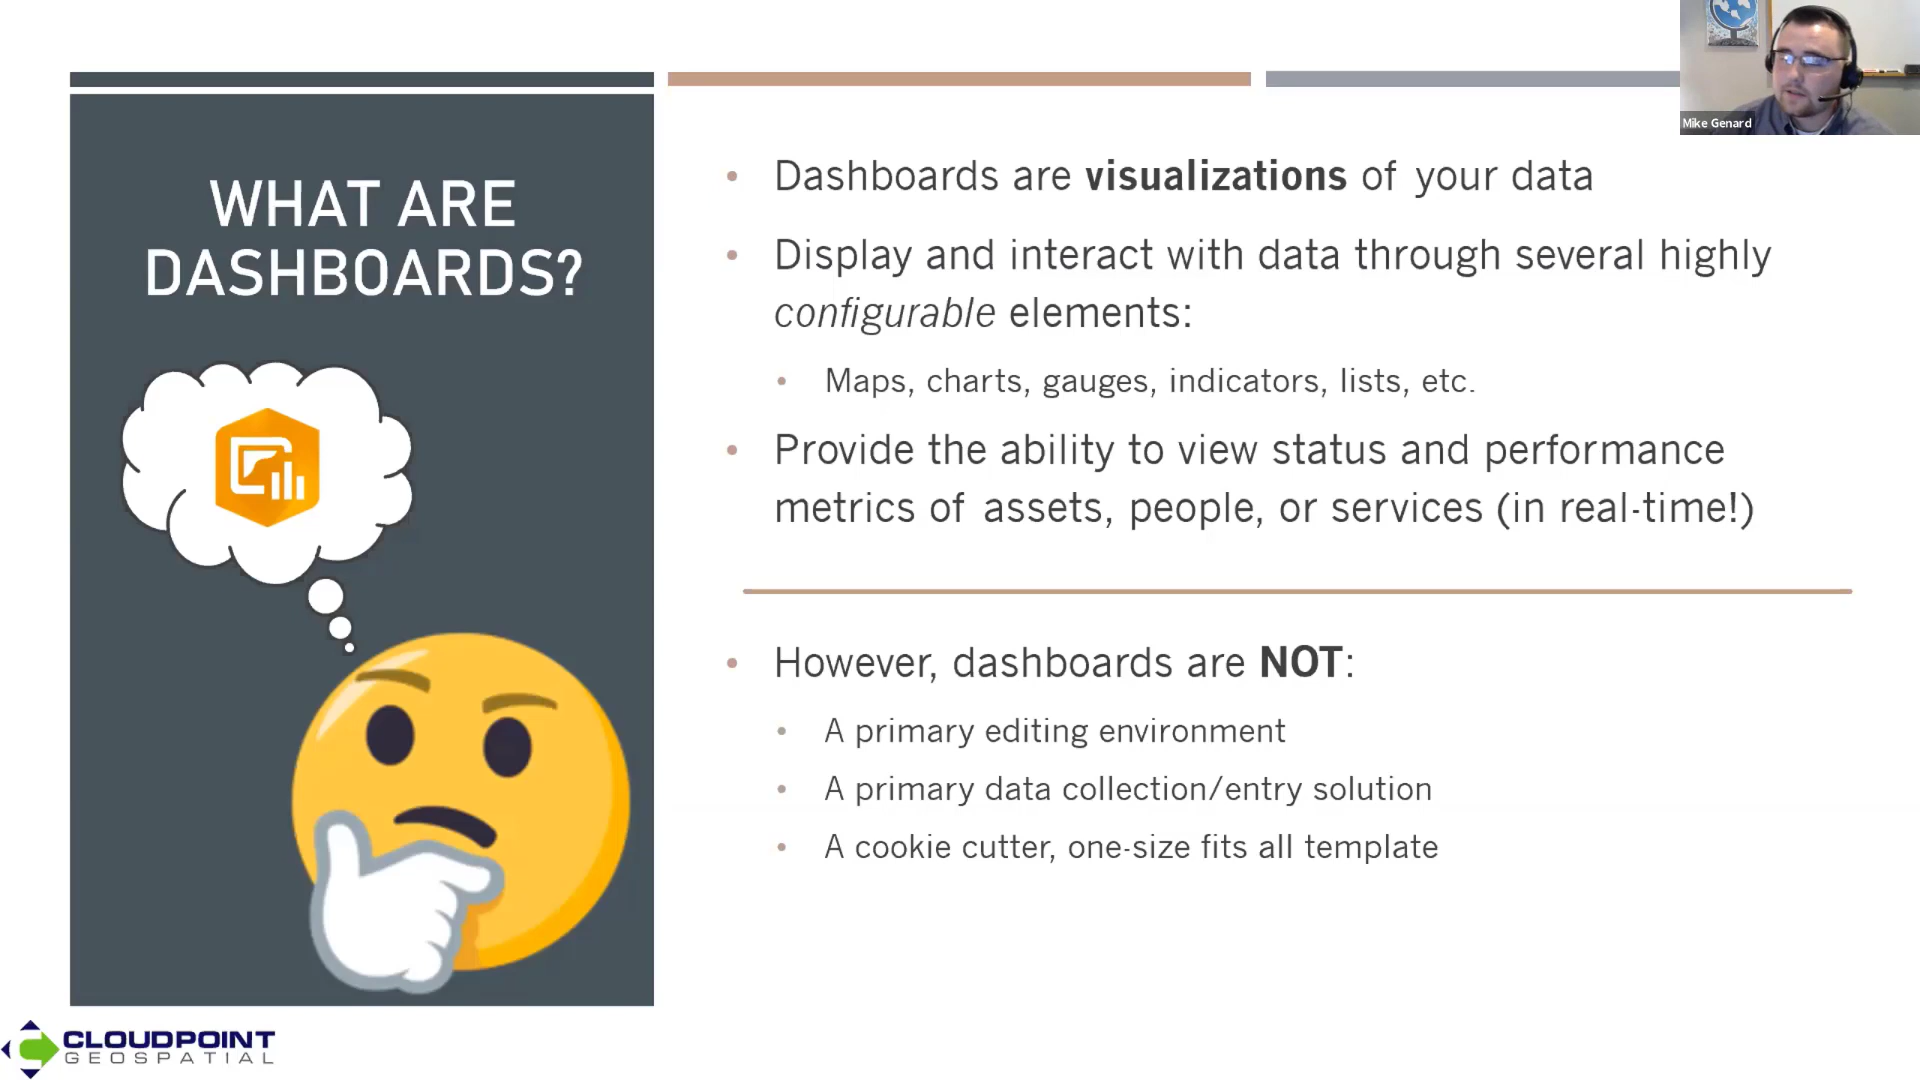 WHAT ARE
DASHBOARDS?
Mike Genard
Dashboards are visualizations of your data
Display and interact with data through several highly
configurable elements:
Maps, charts, gauges, indicators, lists, etc.
Provide the ability to view status and performance
metrics of assets, people, or services (in real-time!)
However, dashboards are NOT:
A primary editing environment
A primary data collection/entry solution
A cookie cutter, one-size fits all template
CLOUDPOINT
GEOSPATIAL